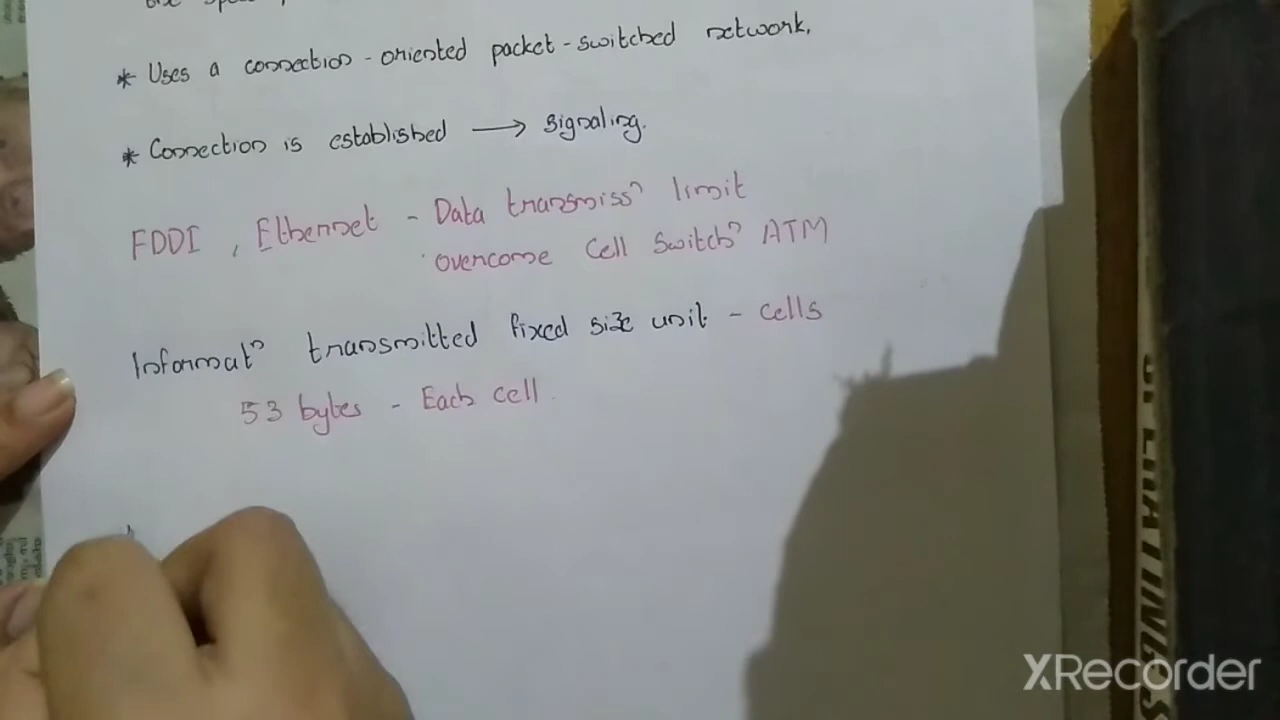 * Uses a connection-oriented packet-switched network.
* Connection is established → signaling.
FDDI, Ethernet - Data transmissⁿ limit
overcome cell switchⁿ ATM
Informatⁿ transmitted fixed size unit - cells
53 bytes - Each cell.
XRecorder